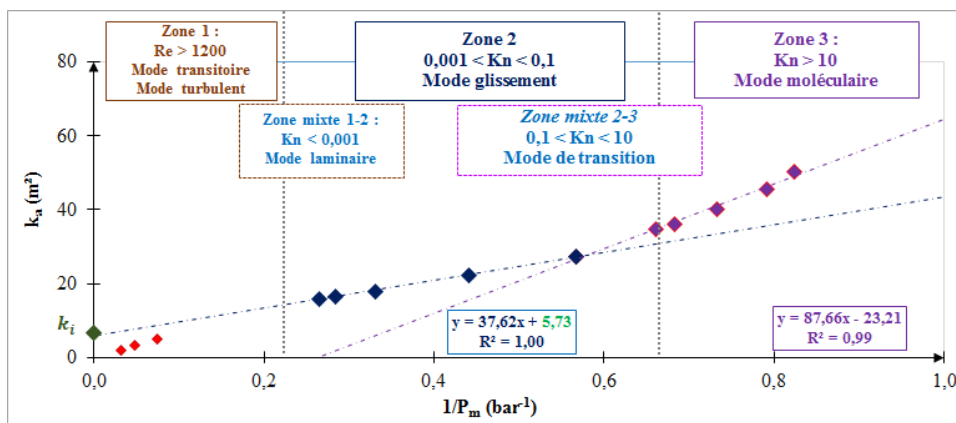 Zone 1 :
Re > 1200
Mode transitoire
Mode turbulent
Zone 2
0,001 < Kn < 0,1
Mode glissement
Zone 3 :
Kn > 10
Mode moléculaire
Zone mixte 1-2 :
Kn < 0,001
Mode laminaire
Zone mixte 2-3
0,1 < Kn < 10
Mode de transition
kₐ (m²)
80
60
40
20
0
kᵢ
y = 37,62x + 5,73
R² = 1,00
y = 87,66x - 23,21
R² = 0,99
0,0 0,2 0,4 0,6 0,8 1,0
1/Pₘ (bar⁻¹)